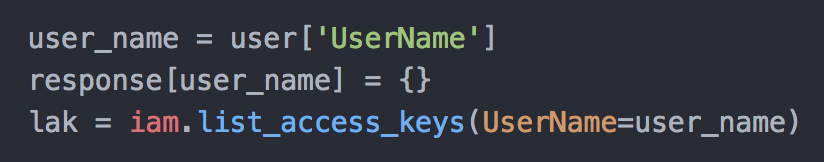 user_name = user['UserName']
response[user_name] = {}
lak = iam.list_access_keys(UserName=user_name)